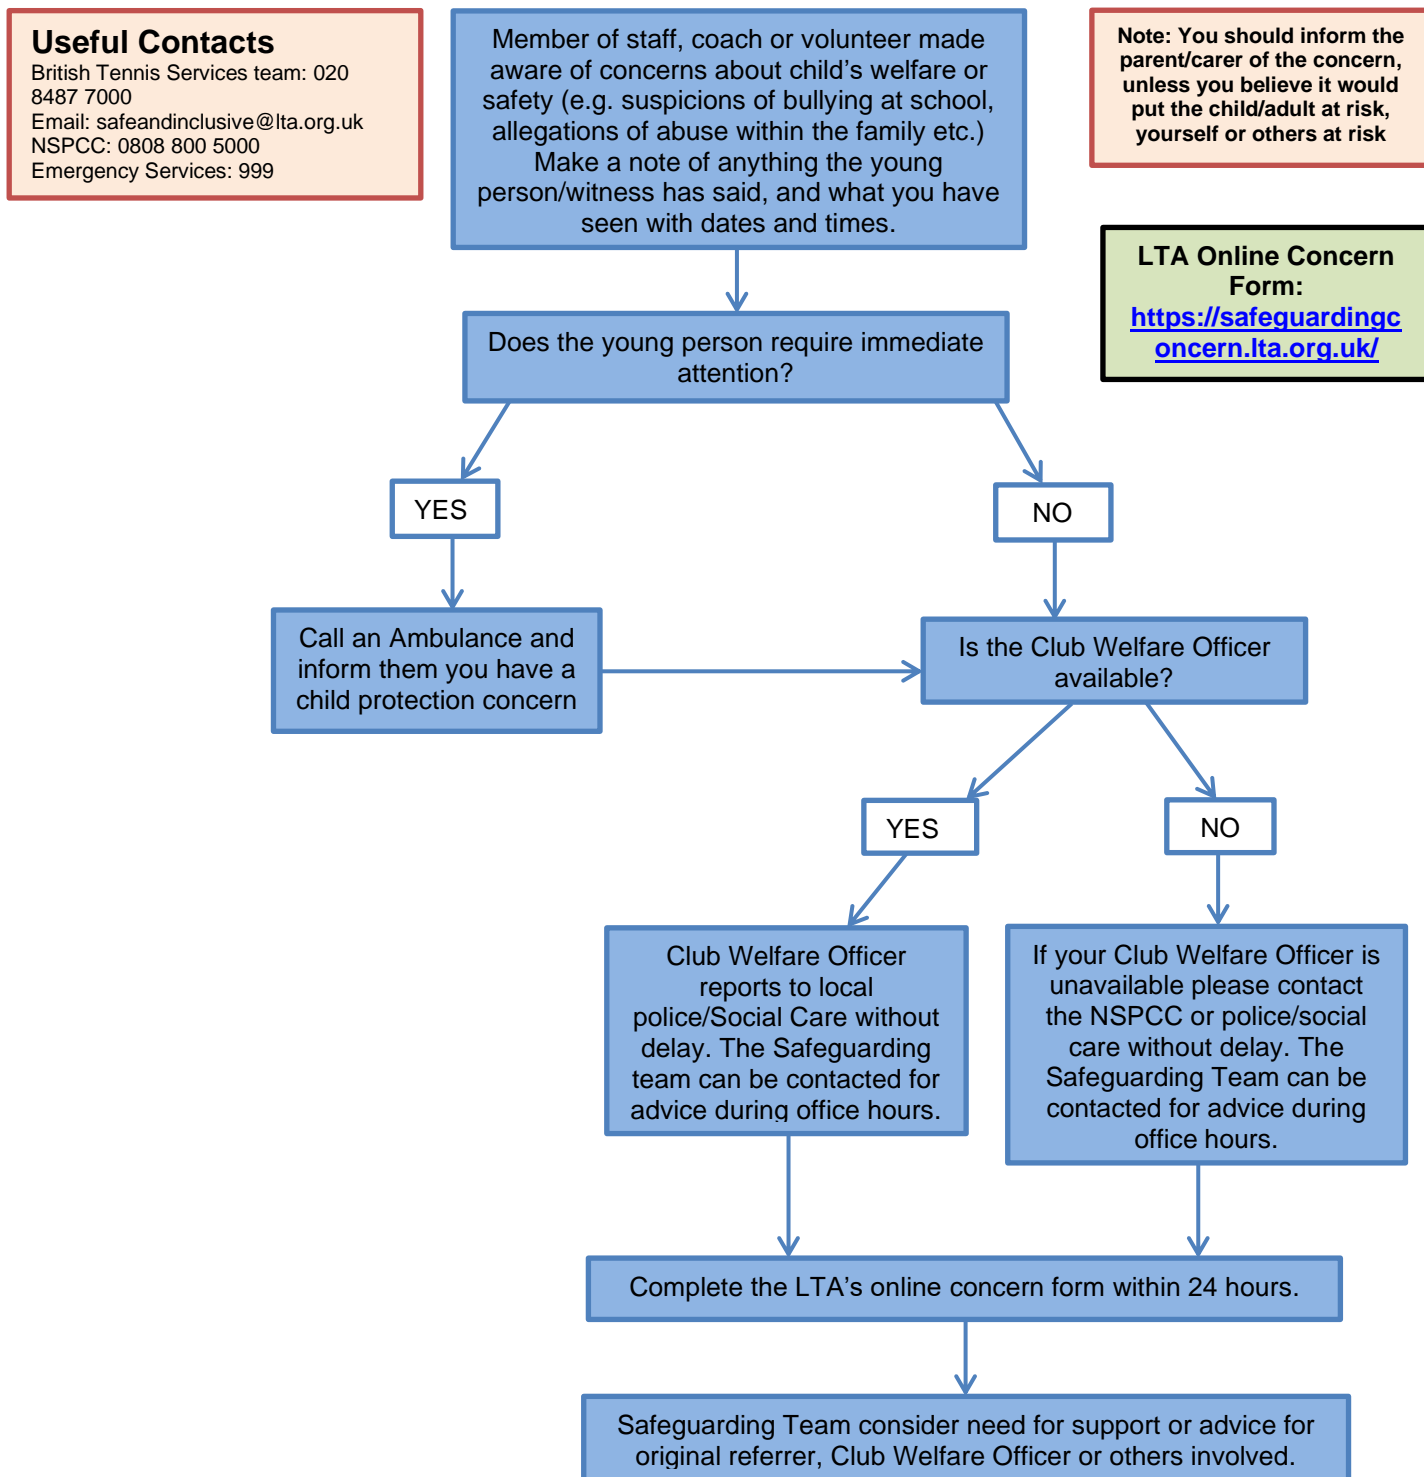 Useful Contacts
British Tennis Services team: 020
8487 7000
Email: safeandinclusive@lta.org.uk
NSPCC: 0808 800 5000
Emergency Services: 999
Member of staff, coach or volunteer made
aware of concerns about child's welfare or
safety (e.g. suspicions of bullying at school,
allegations of abuse within the family etc.)
Make a note of anything the young
person/witness has said, and what you have
seen with dates and times.
Note: You should inform the
parent/carer of the concern,
unless you believe it would
put the child/adult at risk,
yourself or others at risk
LTA Online Concern
Form:
https://safeguardingc
oncern.lta.org.uk/
Does the young person require immediate
attention?
YES
NO
Call an Ambulance and
inform them you have a
child protection concern
Is the Club Welfare Officer
available?
YES
NO
Club Welfare Officer
reports to local
police/Social Care without
delay. The Safeguarding
team can be contacted for
advice during office hours.
If your Club Welfare Officer is
unavailable please contact
the NSPCC or police/social
care without delay. The
Safeguarding Team can be
contacted for advice during
office hours.
Complete the LTA’s online concern form within 24 hours.
Safeguarding Team consider need for support or advice for
original referrer, Club Welfare Officer or others involved.